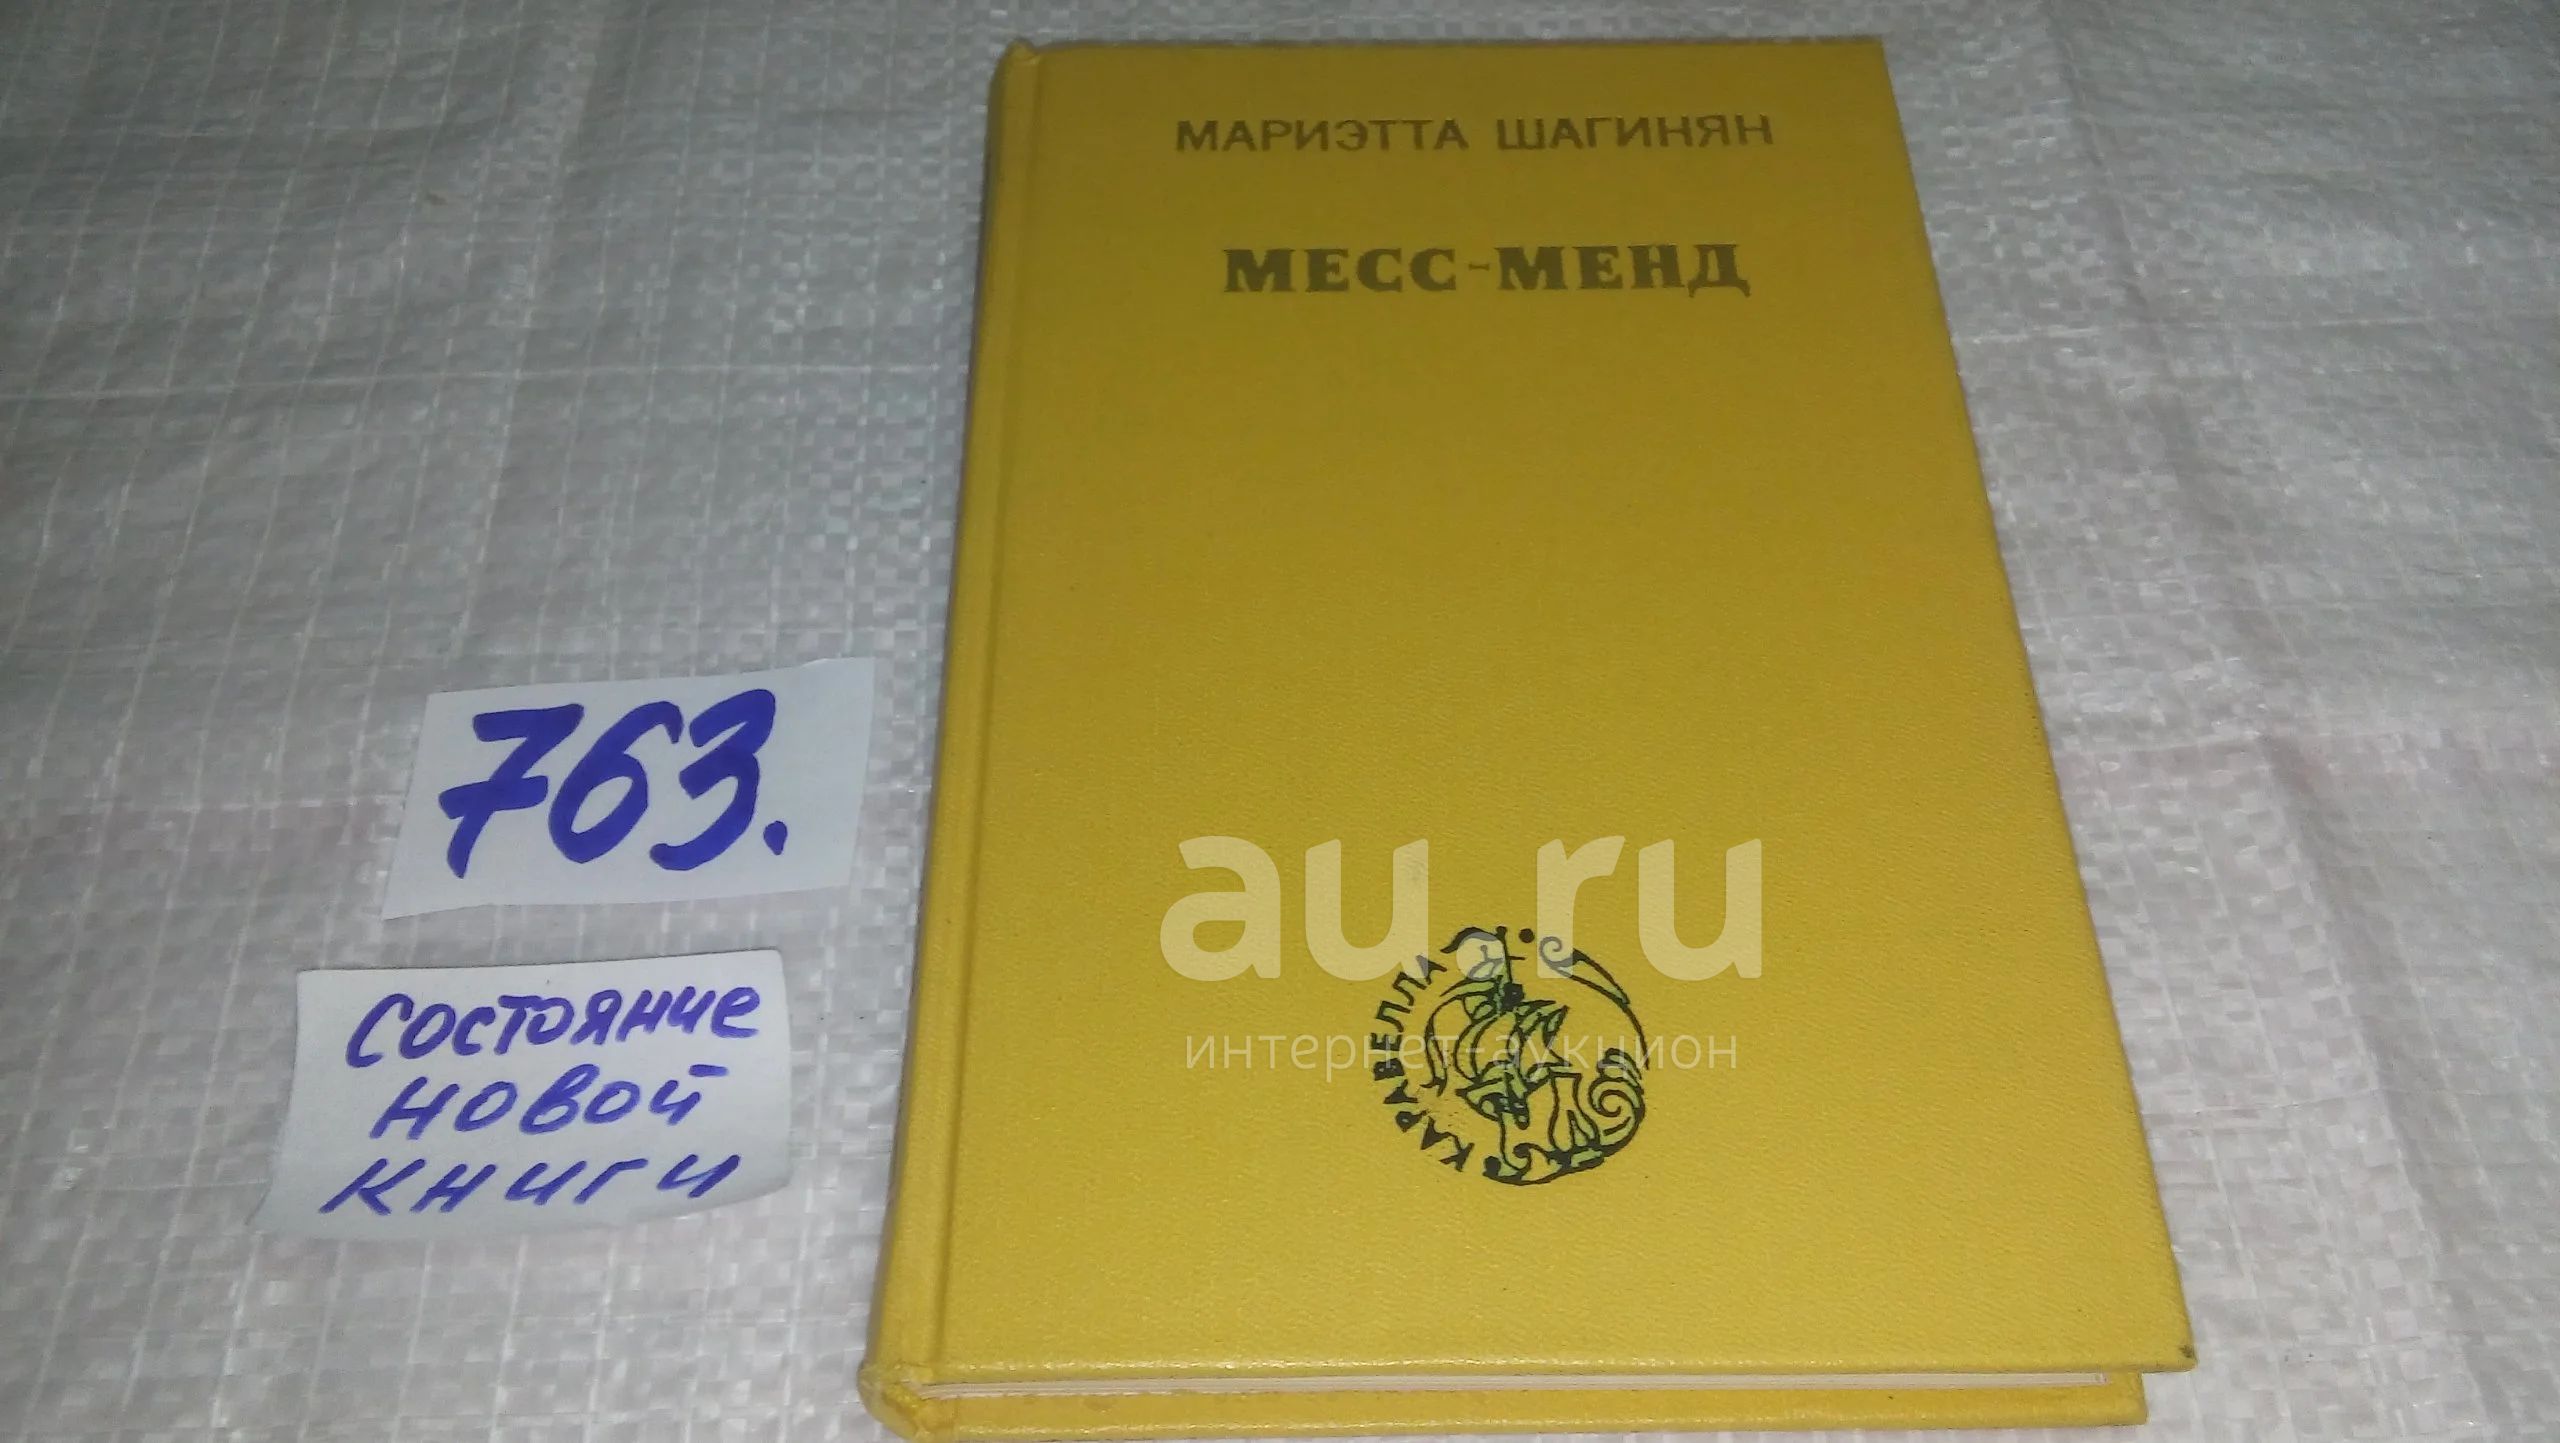 МАРИЭТТА ШАГИНЯН
МЕСС-МЕНД
763.
состояние
новой
книги
au.ru
интернет-аукцион
КАРАВЕЛЛА